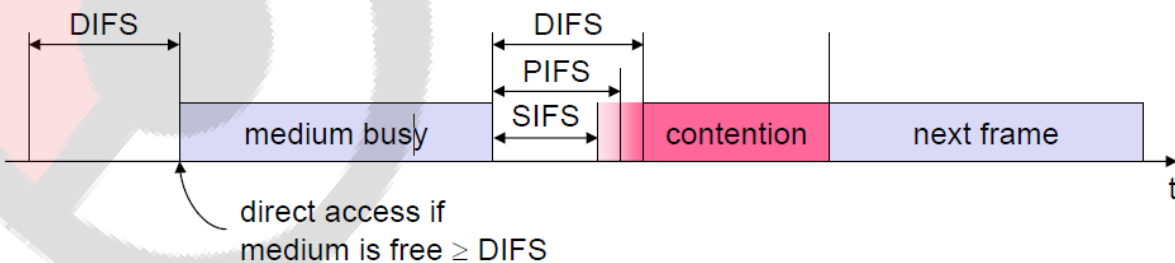 DIFS
DIFS
PIFS
SIFS
medium busy
contention
next frame
t
direct access if
medium is free ≥ DIFS